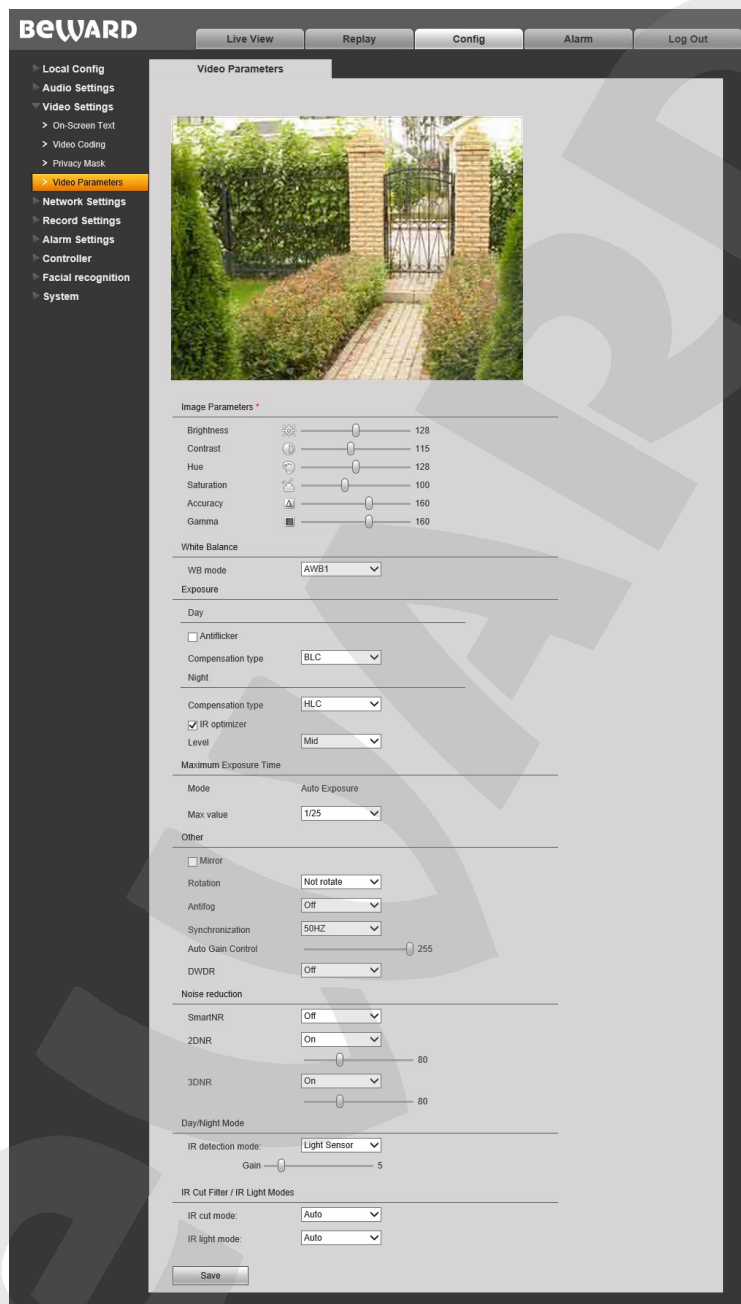 BEWARD
Live View Replay Config Alarm Log Out
Local Config
Audio Settings
Video Settings
> On-Screen Text
> Video Coding
> Privacy Mask
> Video Parameters
Network Settings
Record Settings
Alarm Settings
Controller
Facial recognition
System
Video Parameters
Image Parameters *
Brightness 128
Contrast 115
Hue 128
Saturation 100
Accuracy 160
Gamma 160
White Balance
WB mode AWB1
Exposure
Day
Antiflicker
Compensation type BLC
Night
Compensation type HLC
IR optimizer
Level Mid
Maximum Exposure Time
Mode Auto Exposure
Max value 1/25
Other
Mirror
Rotation Not rotate
Antifog Off
Synchronization 50HZ
Auto Gain Control 255
DWDR Off
Noise reduction
SmartNR Off
2DNR On
80
3DNR On
80
Day/Night Mode
IR detection mode: Light Sensor
Gain 5
IR Cut Filter / IR Light Modes
IR cut mode: Auto
IR light mode: Auto
Save